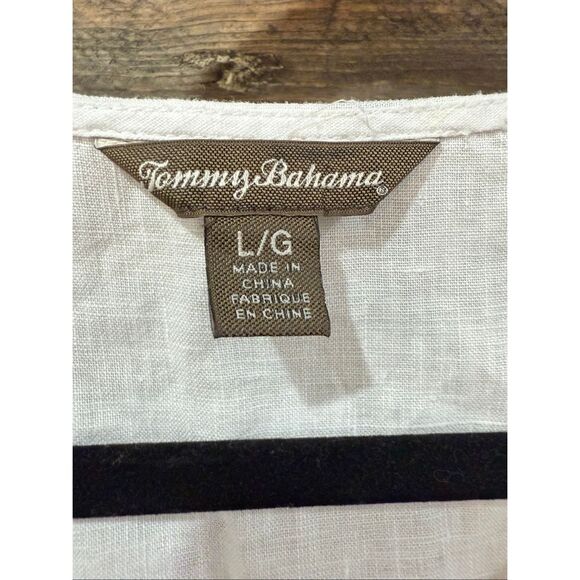 Tommy Bahama®
L/G
MADE IN
CHINA
FABRIQUE
EN CHINE